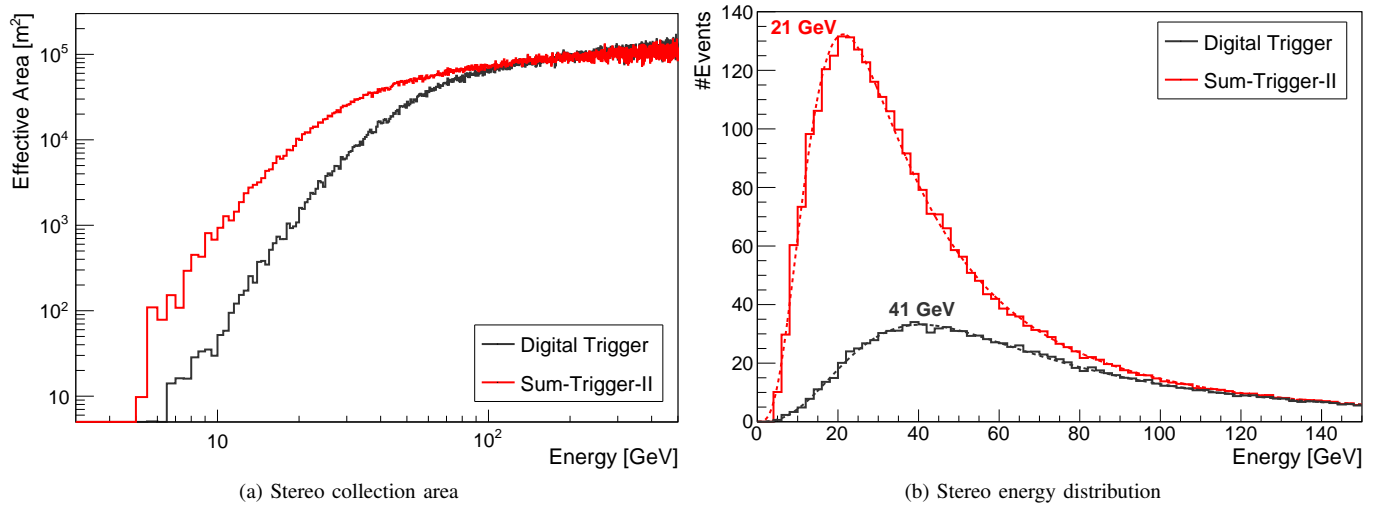 Effective Area [m²]
10⁵
10⁴
10³
10²
10
10
10²
Energy [GeV]
Digital Trigger
Sum-Trigger-II
(a) Stereo collection area
#Events
140
120
100
80
60
40
20
0
0 20 40 60 80 100 120 140
Energy [GeV]
21 GeV
41 GeV
Digital Trigger
Sum-Trigger-II
(b) Stereo energy distribution